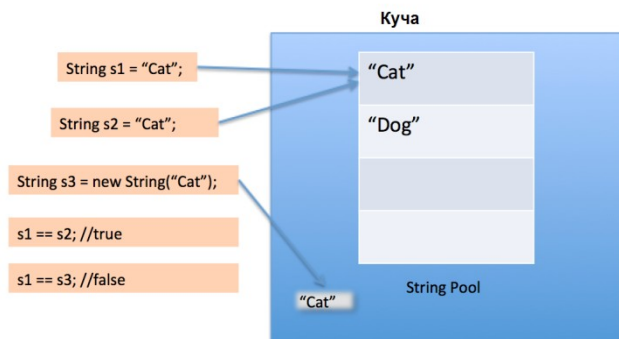 Куча
String s1 = “Cat”;
String s2 = “Cat”;
String s3 = new String(“Cat”);
s1 == s2; //true
s1 == s3; //false
“Cat”
“Dog”
“Cat”
String Pool